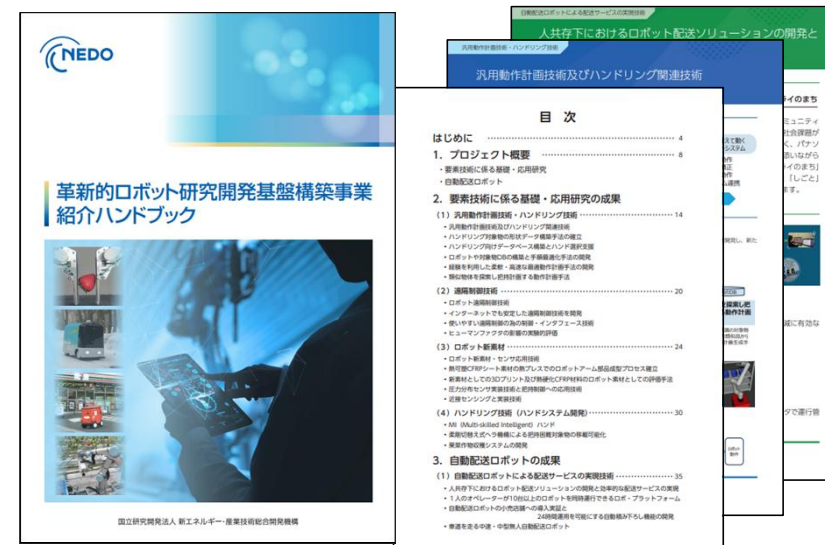 NEDO
革新的ロボット研究開発基盤構築事業
紹介ハンドブック
国立研究開発法人 新エネルギー・産業技術総合開発機構
目 次
はじめに ……………………………… 4
1. プロジェクト概要 ……………………………… 8
・要素技術に係る基礎・応用研究
・自動配送ロボット
2. 要素技術に係る基礎・応用研究の成果
(1)汎用動作計画技術・ハンドリング技術 ……………………………… 14
・汎用動作計画技術及びハンドリング関連技術
・ハンドリング対象物の形状データ構築手法の確立
・ハンドリング向けデータベース構築とハンド選択支援
・ロボットや対象物DBの構築と手順最適化手法の開発
・経験を利用した柔軟・高速な最適動作計画手法の開発
・類似物体を探索し把持計画する動作計画手法
(2)遠隔制御技術 ……………………………… 20
・ロボット遠隔制御技術
・インターネットでも安定した遠隔制御技術を開発
・使いやすい遠隔制御の為の制御・インタフェース技術
・ヒューマンファクタの影響の実験的評価
(3)ロボット新素材 ……………………………… 24
・ロボット新素材・センサ応用技術
・熱可塑CFRPシート素材の熱プレスでのロボットアーム部品成型プロセス確立
・新素材としての3Dプリント及び熱硬化CFRP材料のロボット素材としての評価手法
・圧力分布センサ実装技術と把持制御への応用技術
・近接センシングと実装技術
(4)ハンドリング技術(ハンドシステム開発) ……………………………… 30
・MI(Multi-skilled Intelligent)ハンド
・柔剛切替え式ヘラ機構による把持困難対象物の移載可能化
・果菜作物収穫システムの開発
3. 自動配送ロボットの成果
(1)自動配送ロボットによる配送サービスの実現技術 ……………………………… 35
・人共存下におけるロボット配送ソリューションの開発と効率的な配送サービスの実現
・1人のオペレーターが10台以上のロボットを同時運行できるロボ・プラットフォーム
・自動配送ロボットの小売店舗への導入実証と
24時間運用を可能にする自動積み下ろし機能の開発
・車道を走る中速・中型無人自動配送ロボット
汎用動作計画技術・ハンドリング技術
汎用動作計画技術及びハンドリング関連技術
自動配送ロボットによる配送サービスの実現技術
人共存下におけるロボット配送ソリューションの開発と